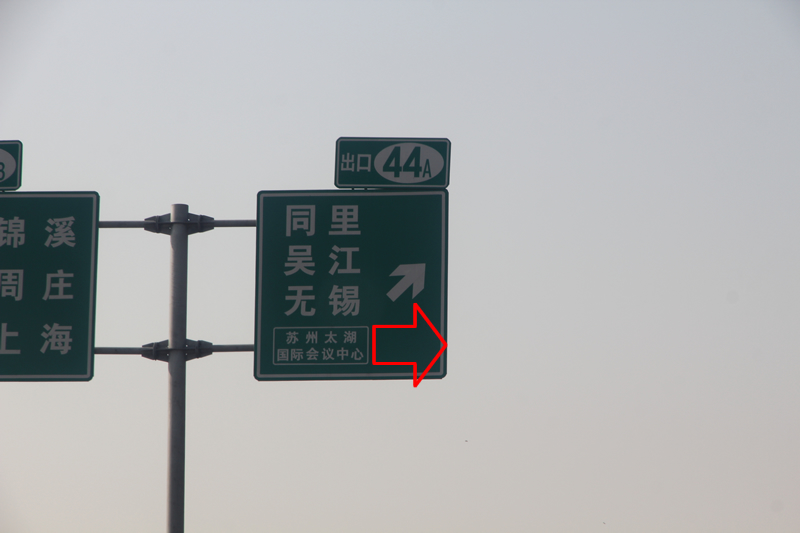 出口 44A
同里
吴江
无锡
苏州太湖
国际会议中心
锦溪
周庄
上海